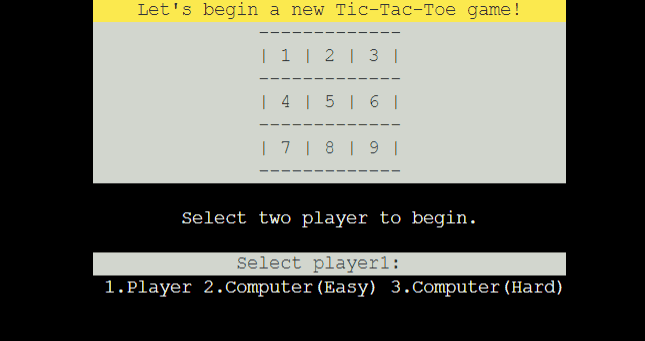 Let's begin a new Tic-Tac-Toe game!
-------------
| 1 | 2 | 3 |
-------------
| 4 | 5 | 6 |
-------------
| 7 | 8 | 9 |
-------------
Select two player to begin.
Select player1:
1.Player 2.Computer(Easy) 3.Computer(Hard)